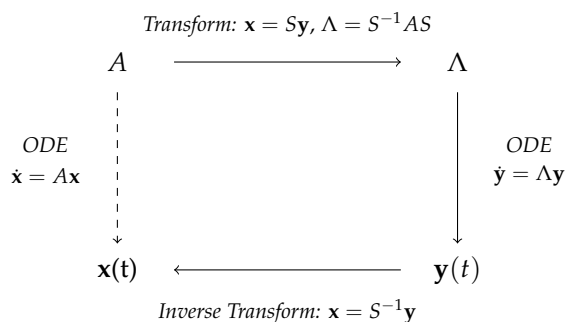 Transform: x = Sy, Λ = S⁻¹AS
A Λ
ODE
ẋ = Ax
ODE
ẏ = Λy
x(t) y(t)
Inverse Transform: x = S⁻¹y